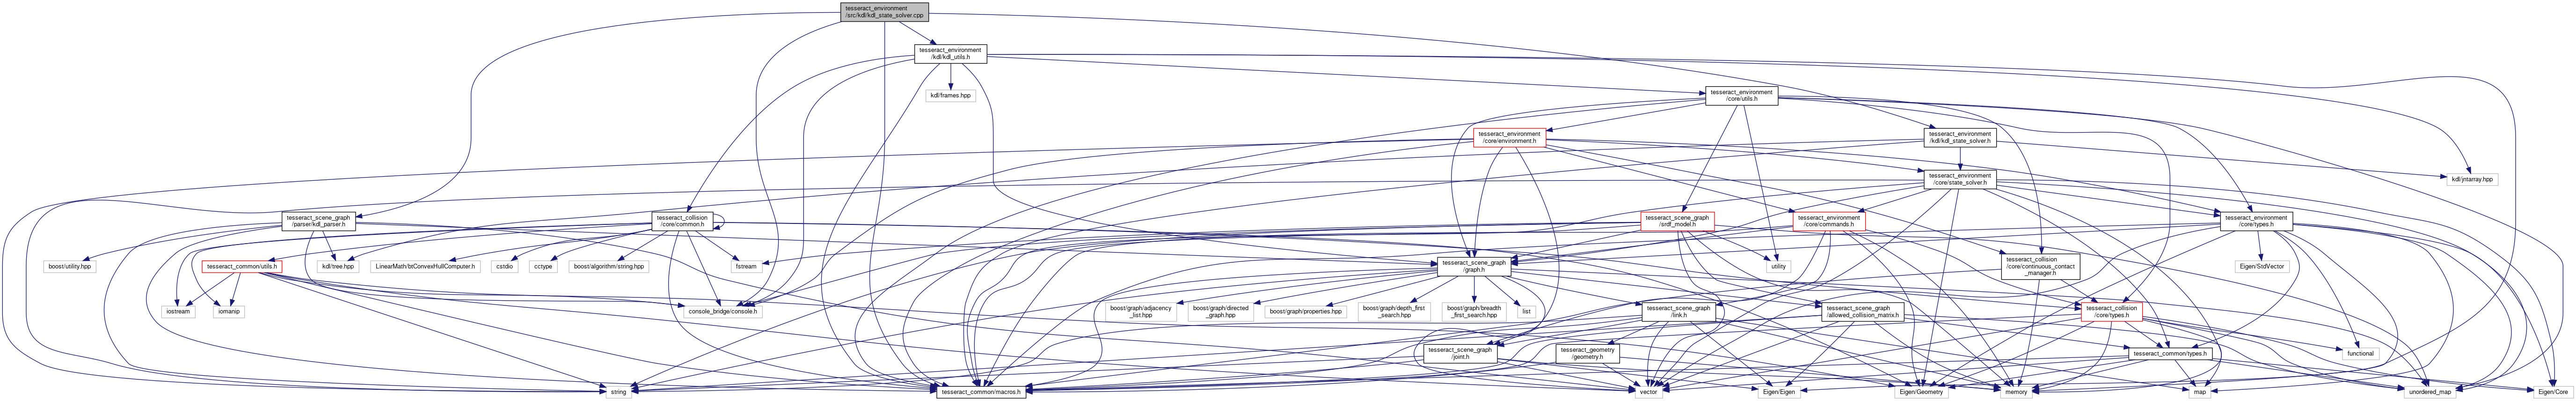 tesseract_environment
/src/kdl/kdl_state_solver.cpp
tesseract_environment
/kdl/kdl_utils.h
kdl/frames.hpp
tesseract_environment
/core/utils.h
tesseract_environment
/core/environment.h
tesseract_environment
/kdl/kdl_state_solver.h
tesseract_environment
/core/state_solver.h
kdl/jntarray.hpp
tesseract_scene_graph
/parser/kdl_parser.h
tesseract_collision
/core/common.h
tesseract_scene_graph
/srdf_model.h
tesseract_environment
/core/commands.h
tesseract_environment
/core/types.h
boost/utility.hpp
tesseract_common/utils.h
kdl/tree.hpp
LinearMath/btConvexHullComputer.h
cstdio
cctype
boost/algorithm/string.hpp
fstream
tesseract_scene_graph
/graph.h
utility
tesseract_collision
/core/continuous_contact
_manager.h
Eigen/StdVector
iostream
iomanip
console_bridge/console.h
boost/graph/adjacency
_list.hpp
boost/graph/directed
_graph.hpp
boost/graph/properties.hpp
boost/graph/depth_first
_search.hpp
boost/graph/breadth
_first_search.hpp
list
tesseract_scene_graph
/link.h
tesseract_scene_graph
/allowed_collision_matrix.h
tesseract_collision
/core/types.h
tesseract_scene_graph
/joint.h
tesseract_geometry
/geometry.h
tesseract_common/types.h
functional
string
tesseract_common/macros.h
vector
Eigen/Eigen
Eigen/Geometry
memory
map
unordered_map
Eigen/Core